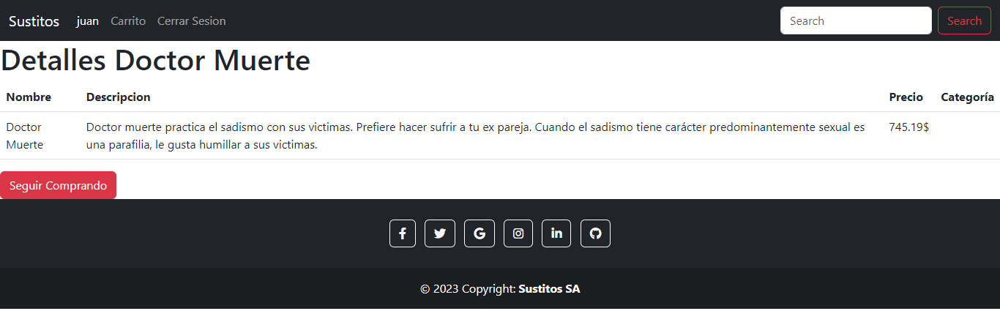 Sustitos juan Carrito Cerrar Sesion Search Search
Detalles Doctor Muerte
Nombre Descripcion Precio Categoría
Doctor Muerte
Doctor muerte practica el sadismo con sus victimas. Prefiere hacer sufrir a tu ex pareja. Cuando el sadismo tiene carácter predominantemente sexual es
una parafilia, le gusta humillar a sus victimas.
745.19$
Seguir Comprando
© 2023 Copyright: Sustitos SA